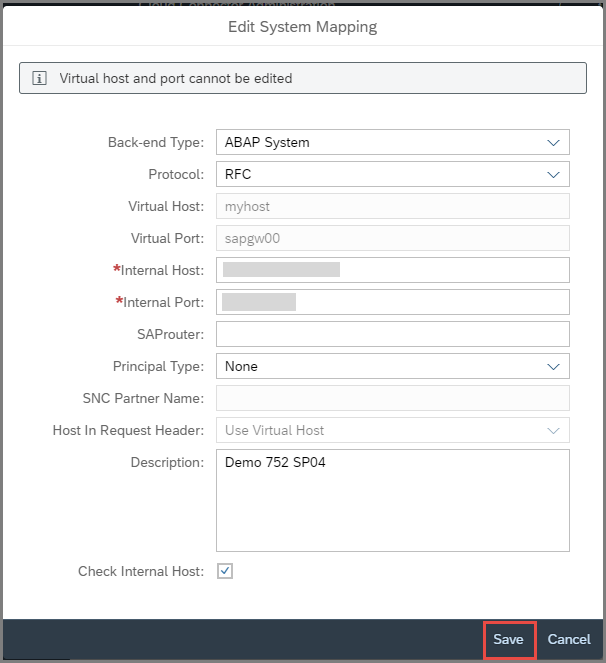 Edit System Mapping
Virtual host and port cannot be edited
Back-end Type: ABAP System
Protocol: RFC
Virtual Host: myhost
Virtual Port: sapgw00
*Internal Host:
*Internal Port:
SAProuter:
Principal Type: None
SNC Partner Name:
Host In Request Header: Use Virtual Host
Description: Demo 752 SP04
Check Internal Host:
Save Cancel